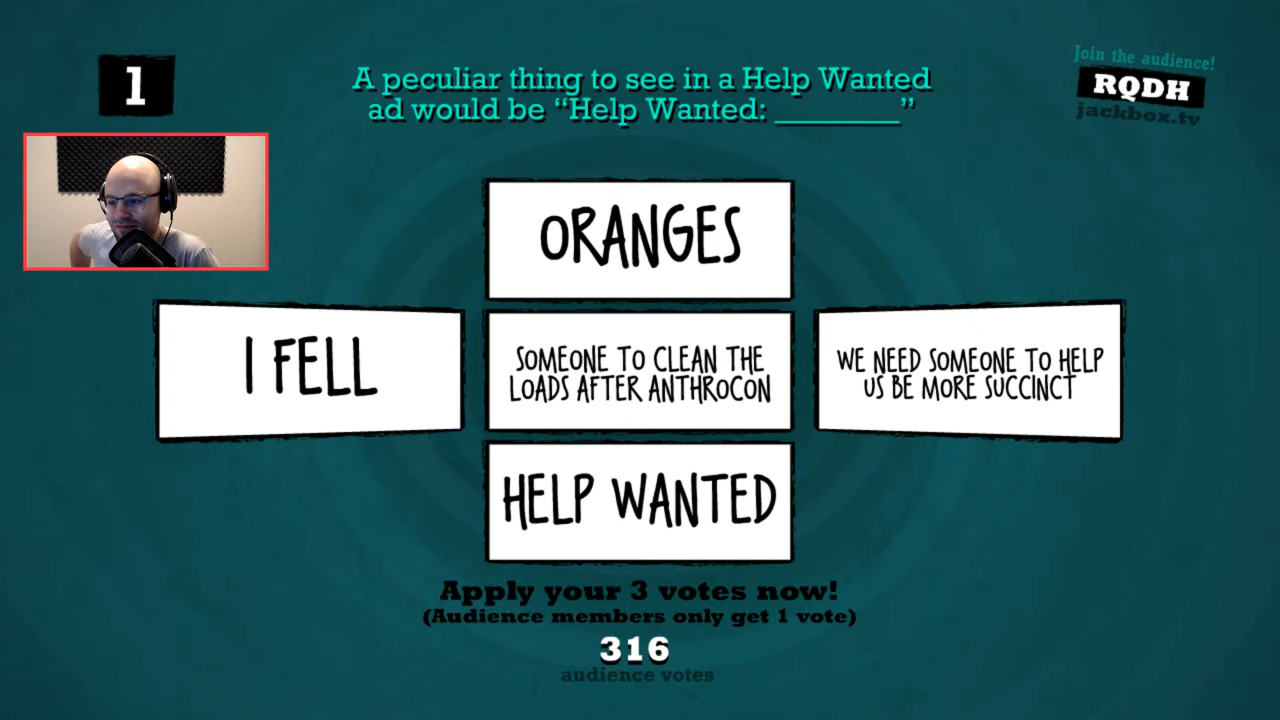 1
A peculiar thing to see in a Help Wanted
ad would be “Help Wanted: _________”
Join the audience!
RQDH
jackbox.tv
ORANGES
I FELL
SOMEONE TO CLEAN THE
LOADS AFTER ANTHROCON
WE NEED SOMEONE TO HELP
US BE MORE SUCCINCT
HELP WANTED
Apply your 3 votes now!
(Audience members only get 1 vote)
316
audience votes